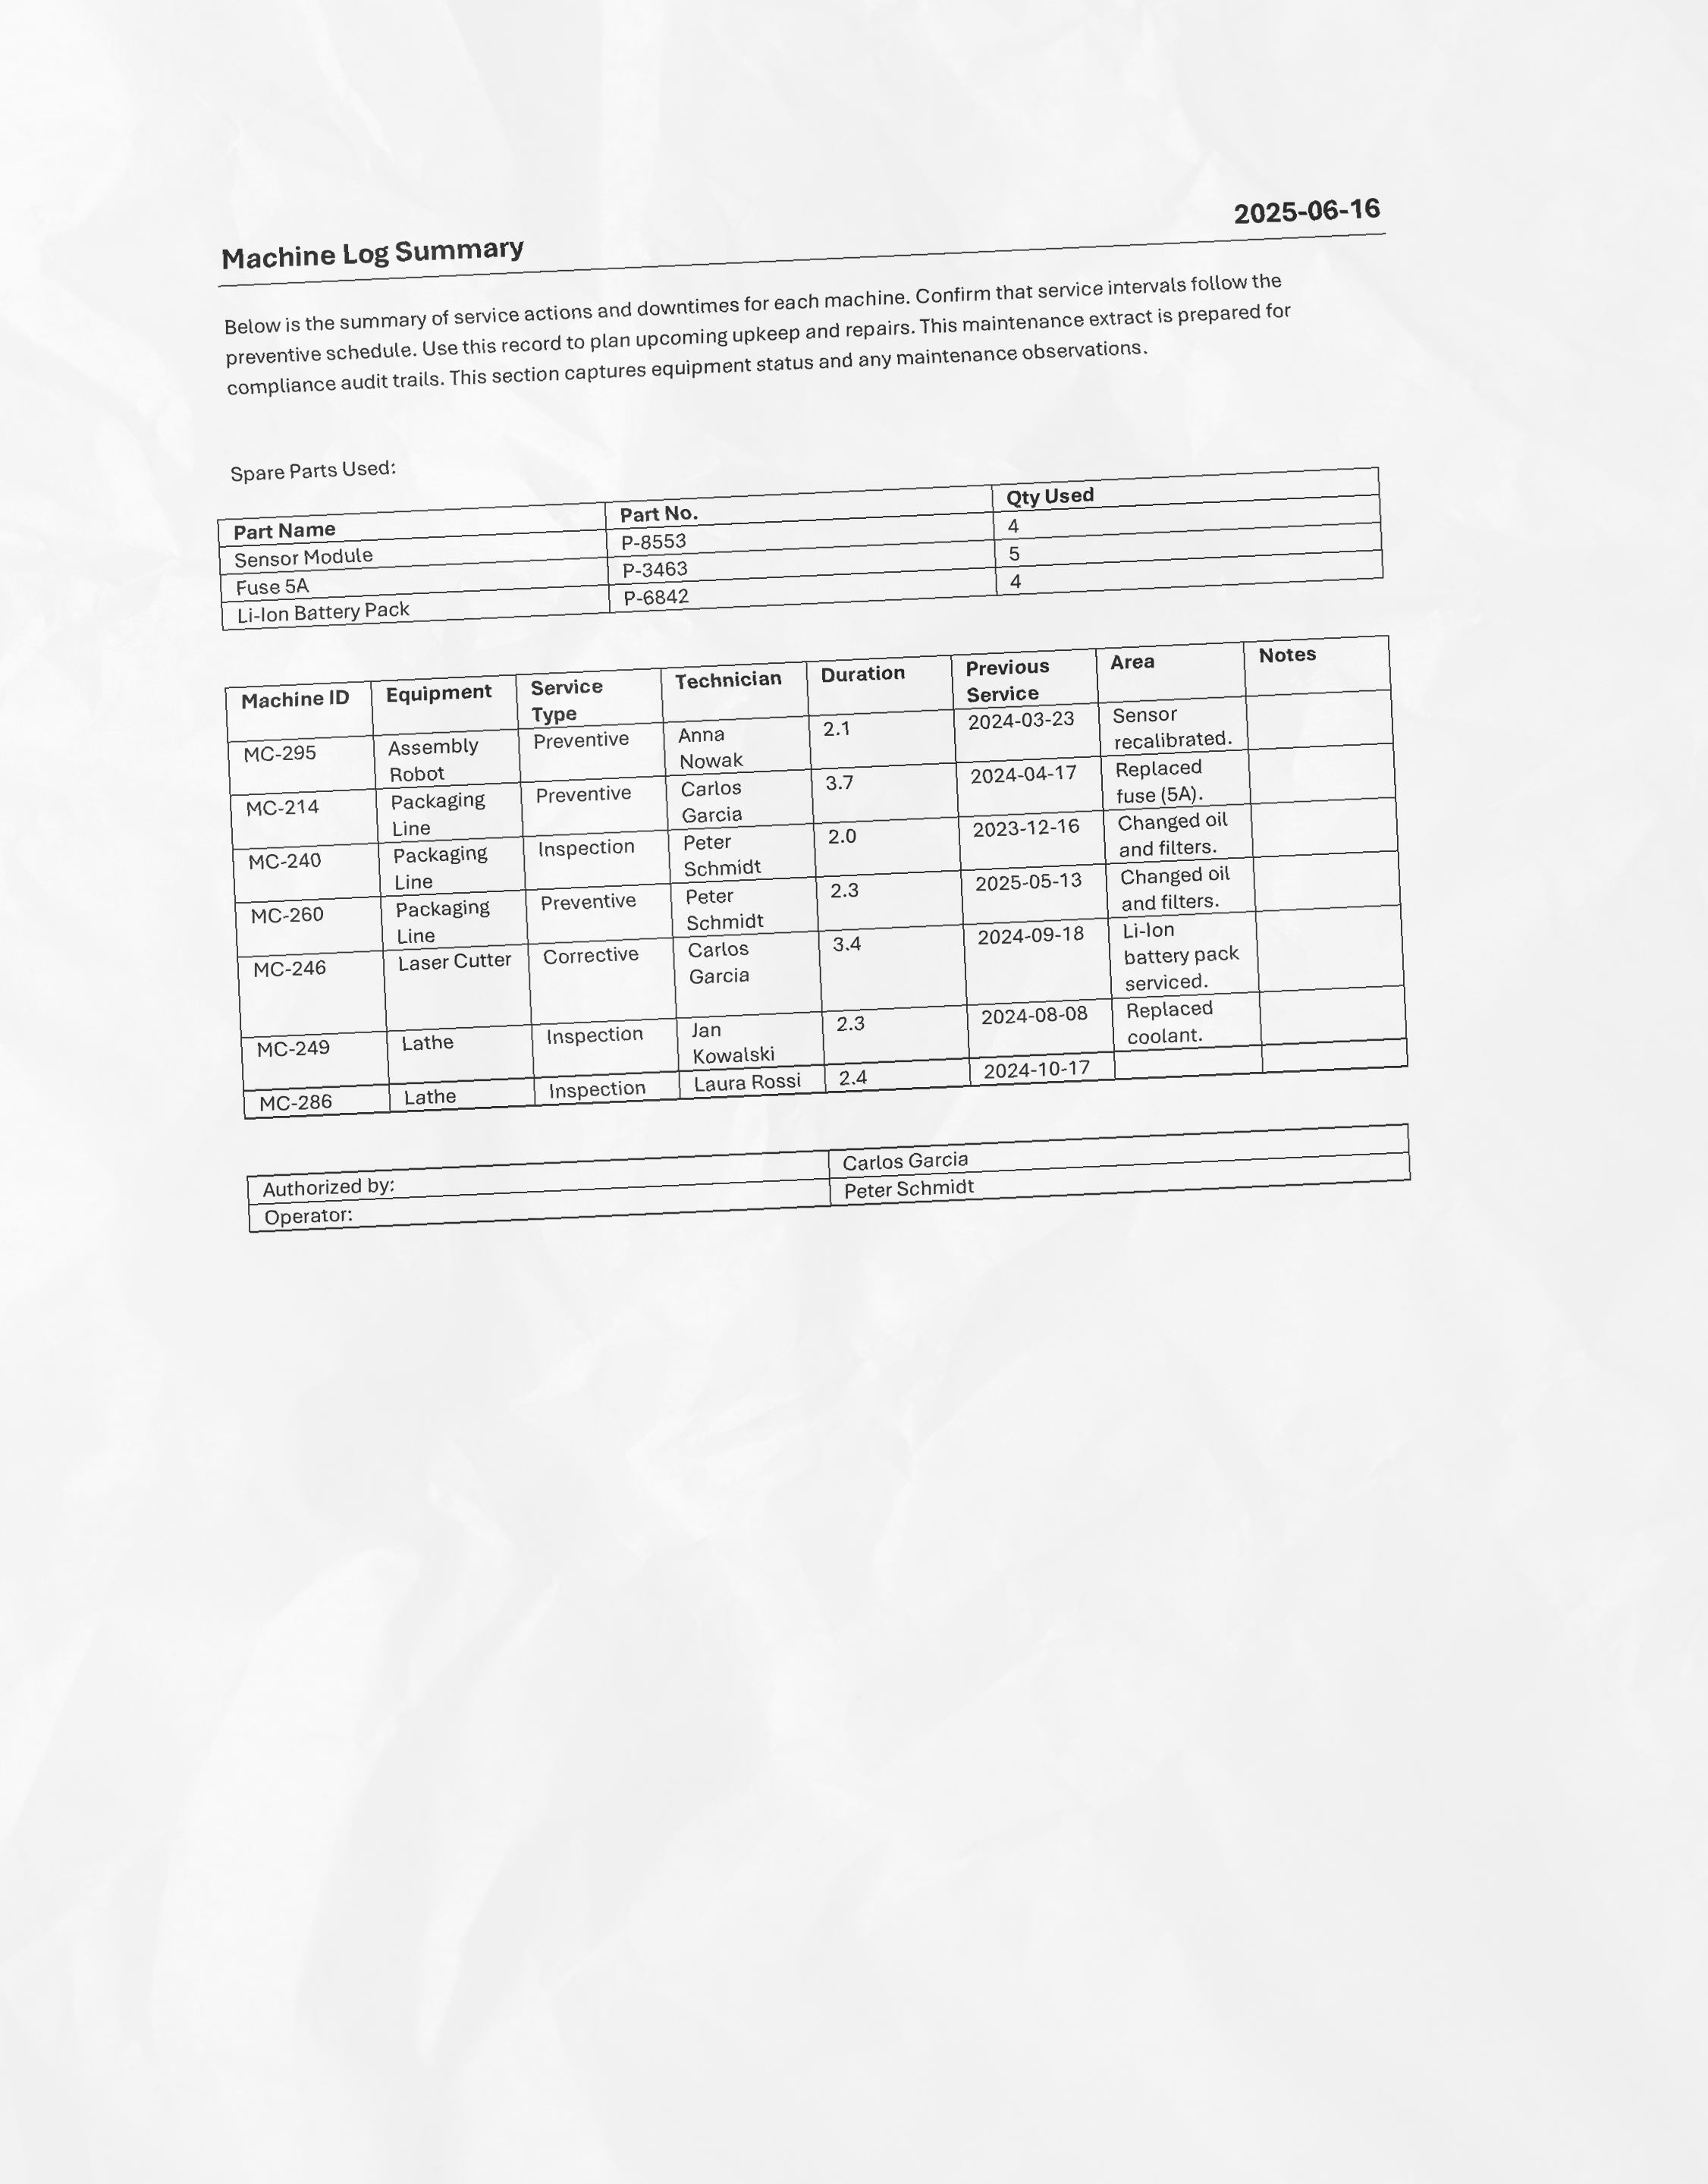 2025-06-16
Machine Log Summary
Below is the summary of service actions and downtimes for each machine. Confirm that service intervals follow the
preventive schedule. Use this record to plan upcoming upkeep and repairs. This maintenance extract is prepared for
compliance audit trails. This section captures equipment status and any maintenance observations.
Spare Parts Used:
Part Name Part No. Qty Used
Sensor Module P-8553 4
Fuse 5A P-3463 5
Li-Ion Battery Pack P-6842 4
Machine ID Equipment Service Technician Duration Previous Area Notes
Type Service
MC-295 Assembly Preventive Anna 2.1 2024-03-23 Sensor
Robot Nowak recalibrated.
MC-214 Packaging Preventive Carlos 3.7 2024-04-17 Replaced
Line Garcia fuse (5A).
MC-240 Packaging Inspection Peter 2.0 2023-12-16 Changed oil
Line Schmidt and filters.
MC-260 Packaging Preventive Peter 2.3 2025-05-13 Changed oil
Line Schmidt and filters.
MC-246 Laser Cutter Corrective Carlos 3.4 2024-09-18 Li-Ion
Garcia battery pack
serviced.
MC-249 Lathe Inspection Jan 2.3 2024-08-08 Replaced
Kowalski coolant.
MC-286 Lathe Inspection Laura Rossi 2.4 2024-10-17
Authorized by: Carlos Garcia
Operator: Peter Schmidt